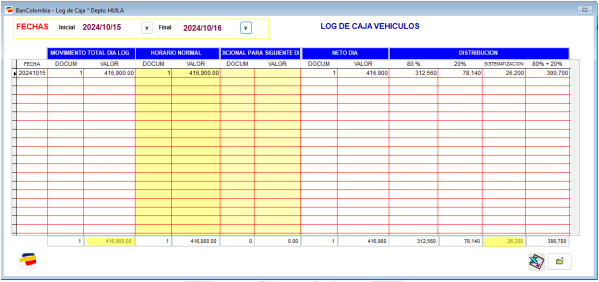 BanColombia - Log de Caja * Depto HUILA
FECHAS Inicial 2024/10/15 v Final 2024/10/16 v LOG DE CAJA VEHICULOS
MOVIMIENTO TOTAL DIA LOG HORARIO NORMAL ICIONAL PARA SIGUIENTE DI NETO DIA DISTRIBUCION
FECHA DOCUM VALOR DOCUM VALOR DOCUM VALOR DOCUM VALOR 80 % 20% SISTEMATIZACION 80% + 20%
20241015 1 416,900.00 1 416,900.00 1 416,900 312,560 78,140 26,200 390,700
1 416,900.00 1 416,900.00 0 0.00 1 416,900 312,560 78,140 26,200 390,700